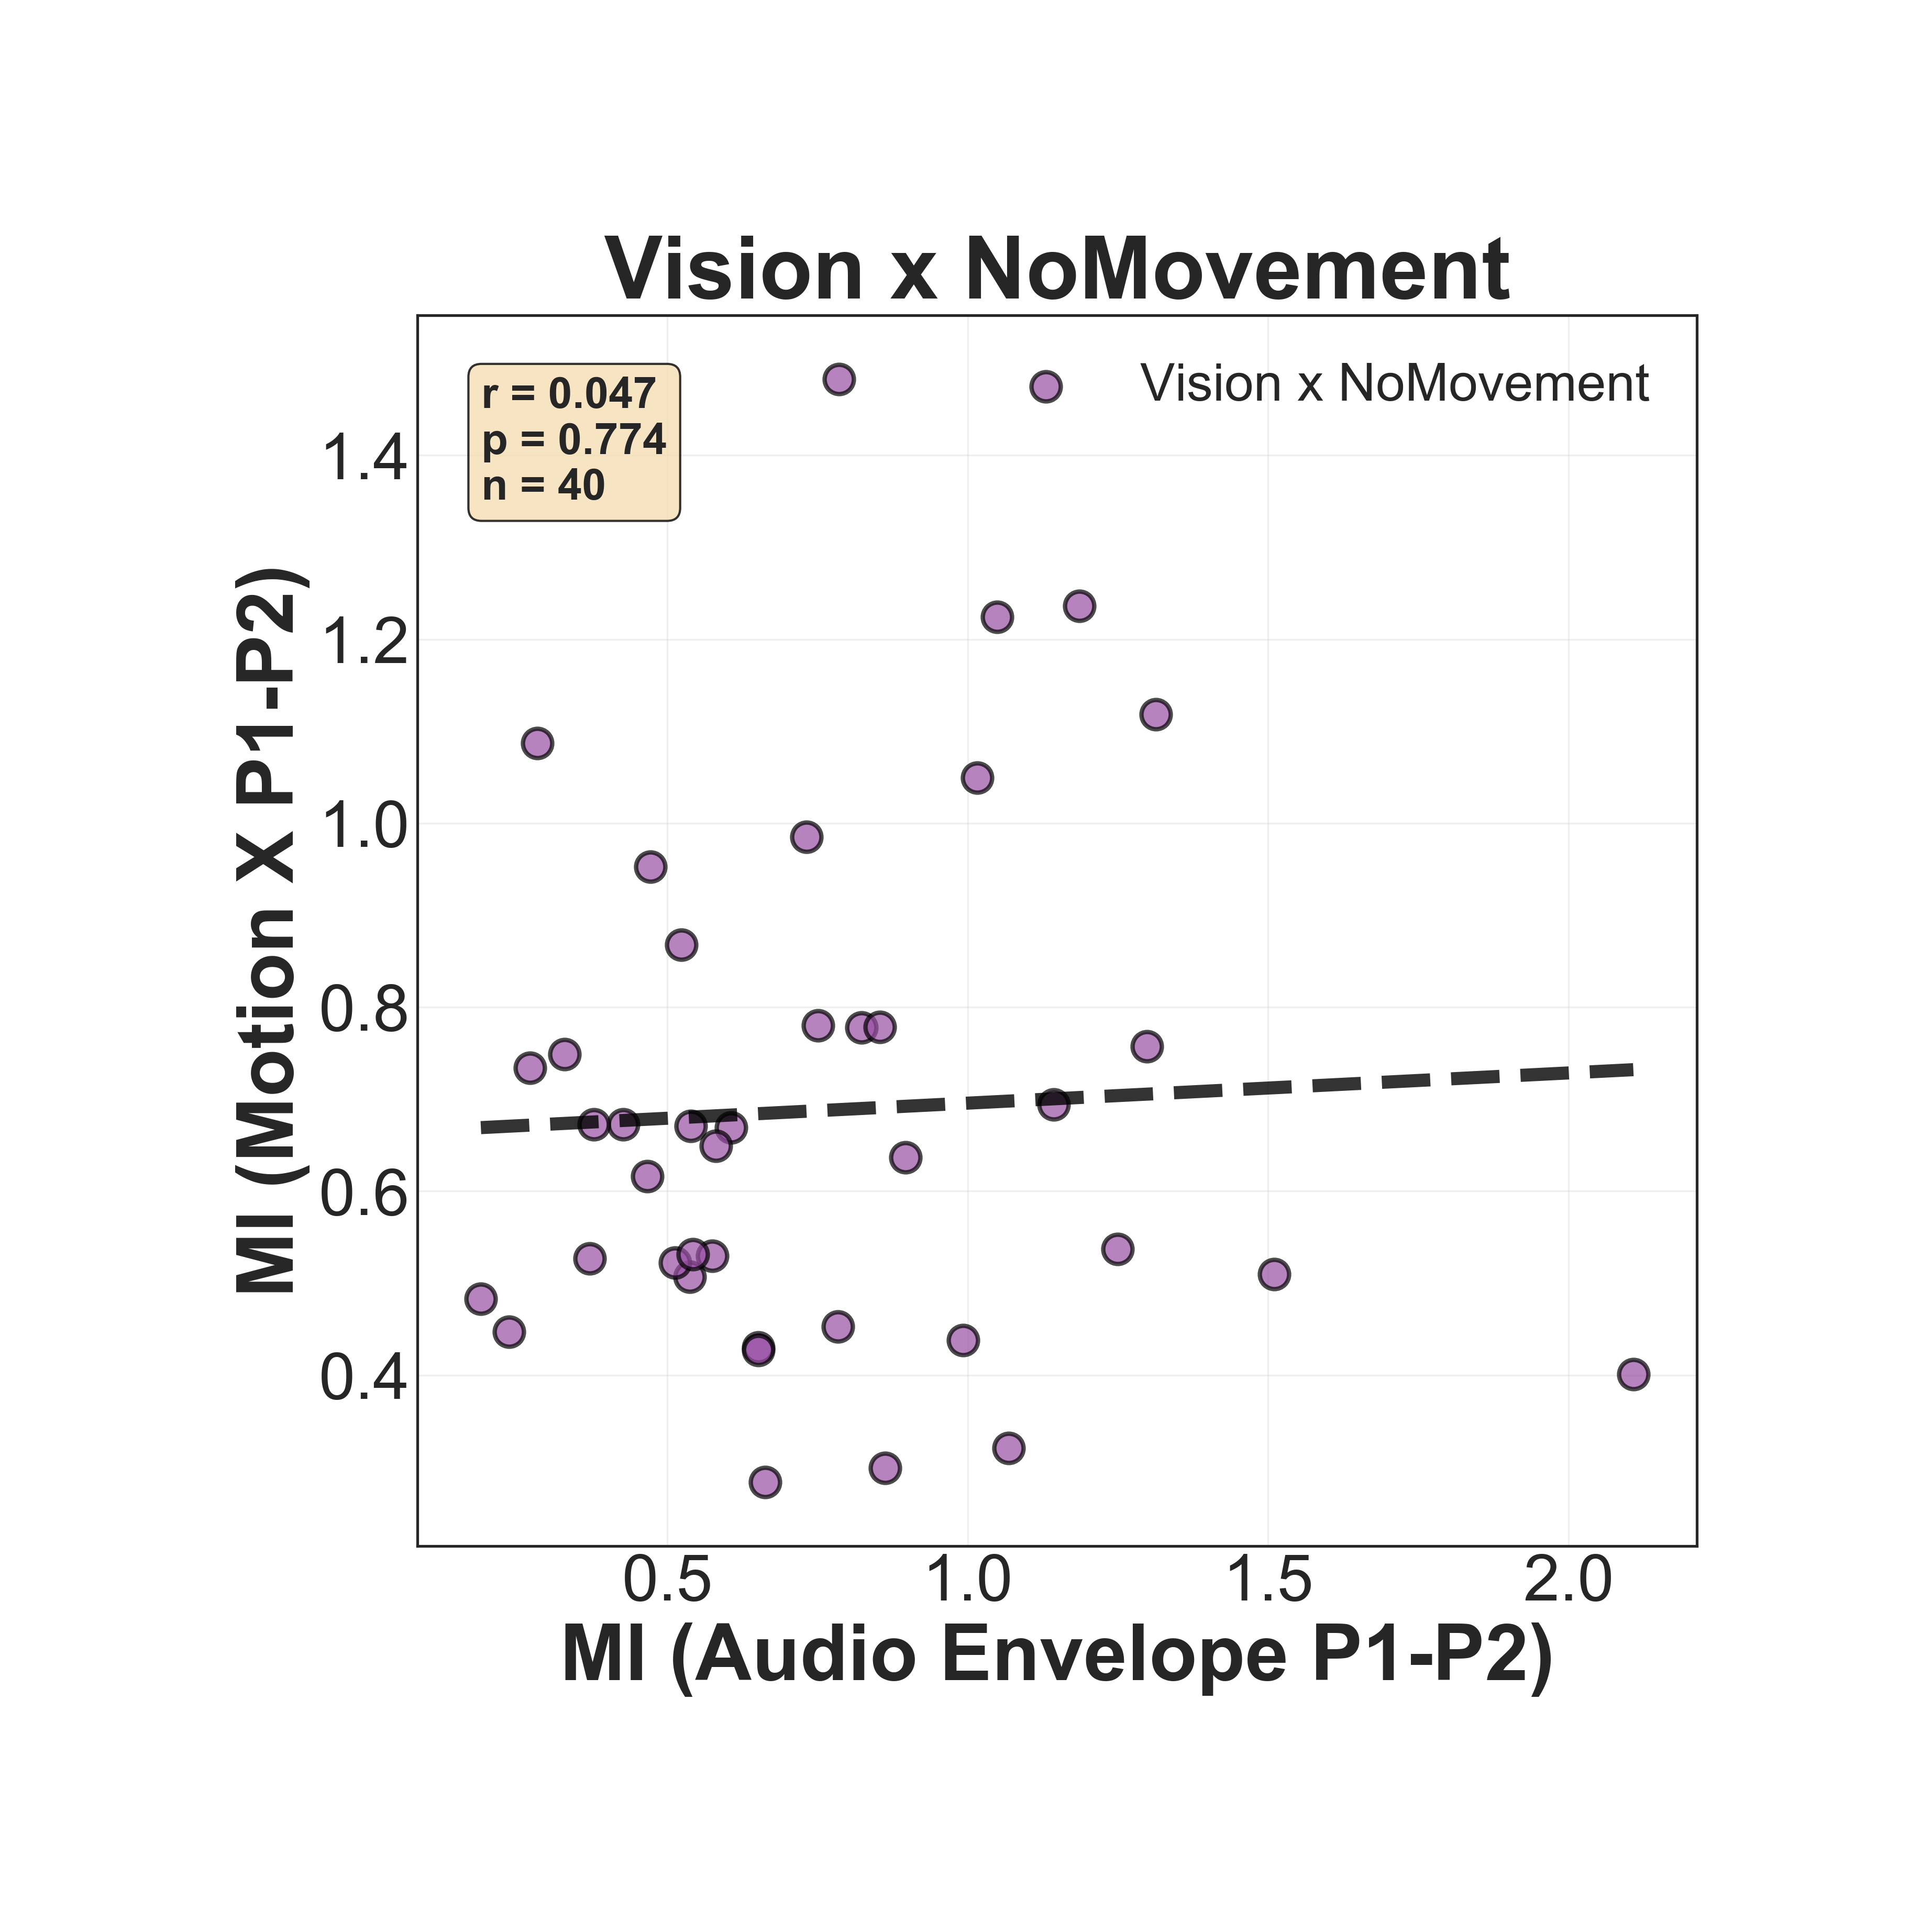 Vision x NoMovement
r = 0.047
p = 0.774
n = 40
Vision x NoMovement
MI (Motion X P1-P2)
1.4
1.2
1.0
0.8
0.6
0.4
0.5 1.0 1.5 2.0
MI (Audio Envelope P1-P2)